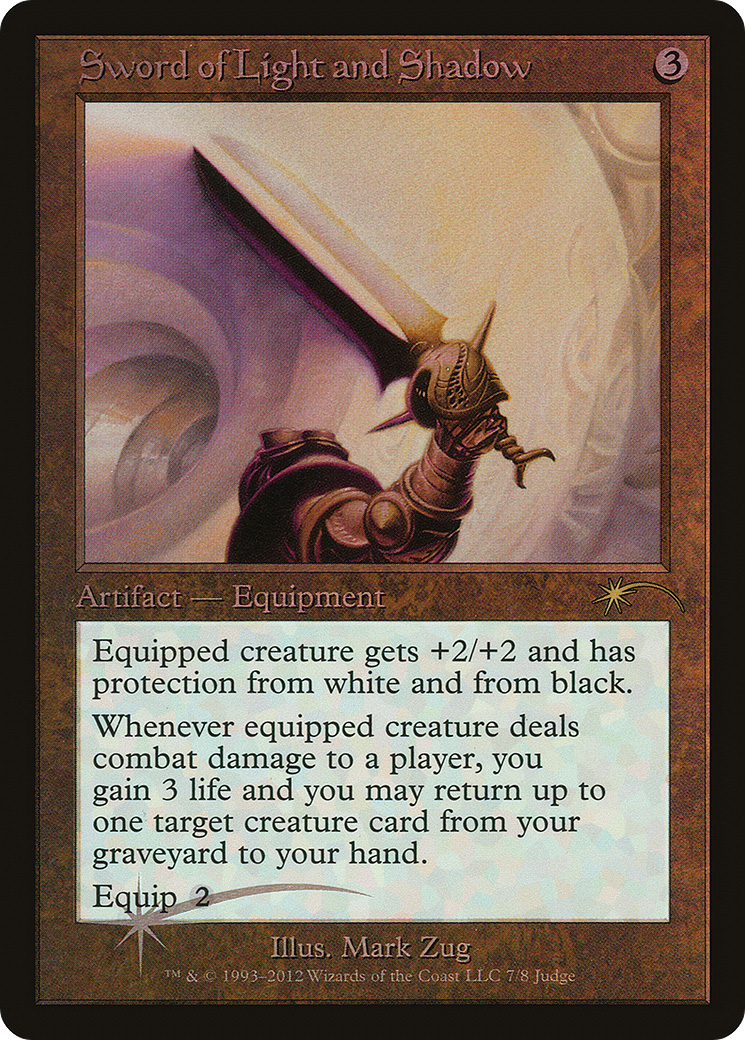 Sword of Light and Shadow 3
Artifact — Equipment
Equipped creature gets +2/+2 and has
protection from white and from black.
Whenever equipped creature deals
combat damage to a player, you
gain 3 life and you may return up to
one target creature card from your
graveyard to your hand.
Equip 2
Illus. Mark Zug
™ & © 1993–2012 Wizards of the Coast LLC 7/8 Judge